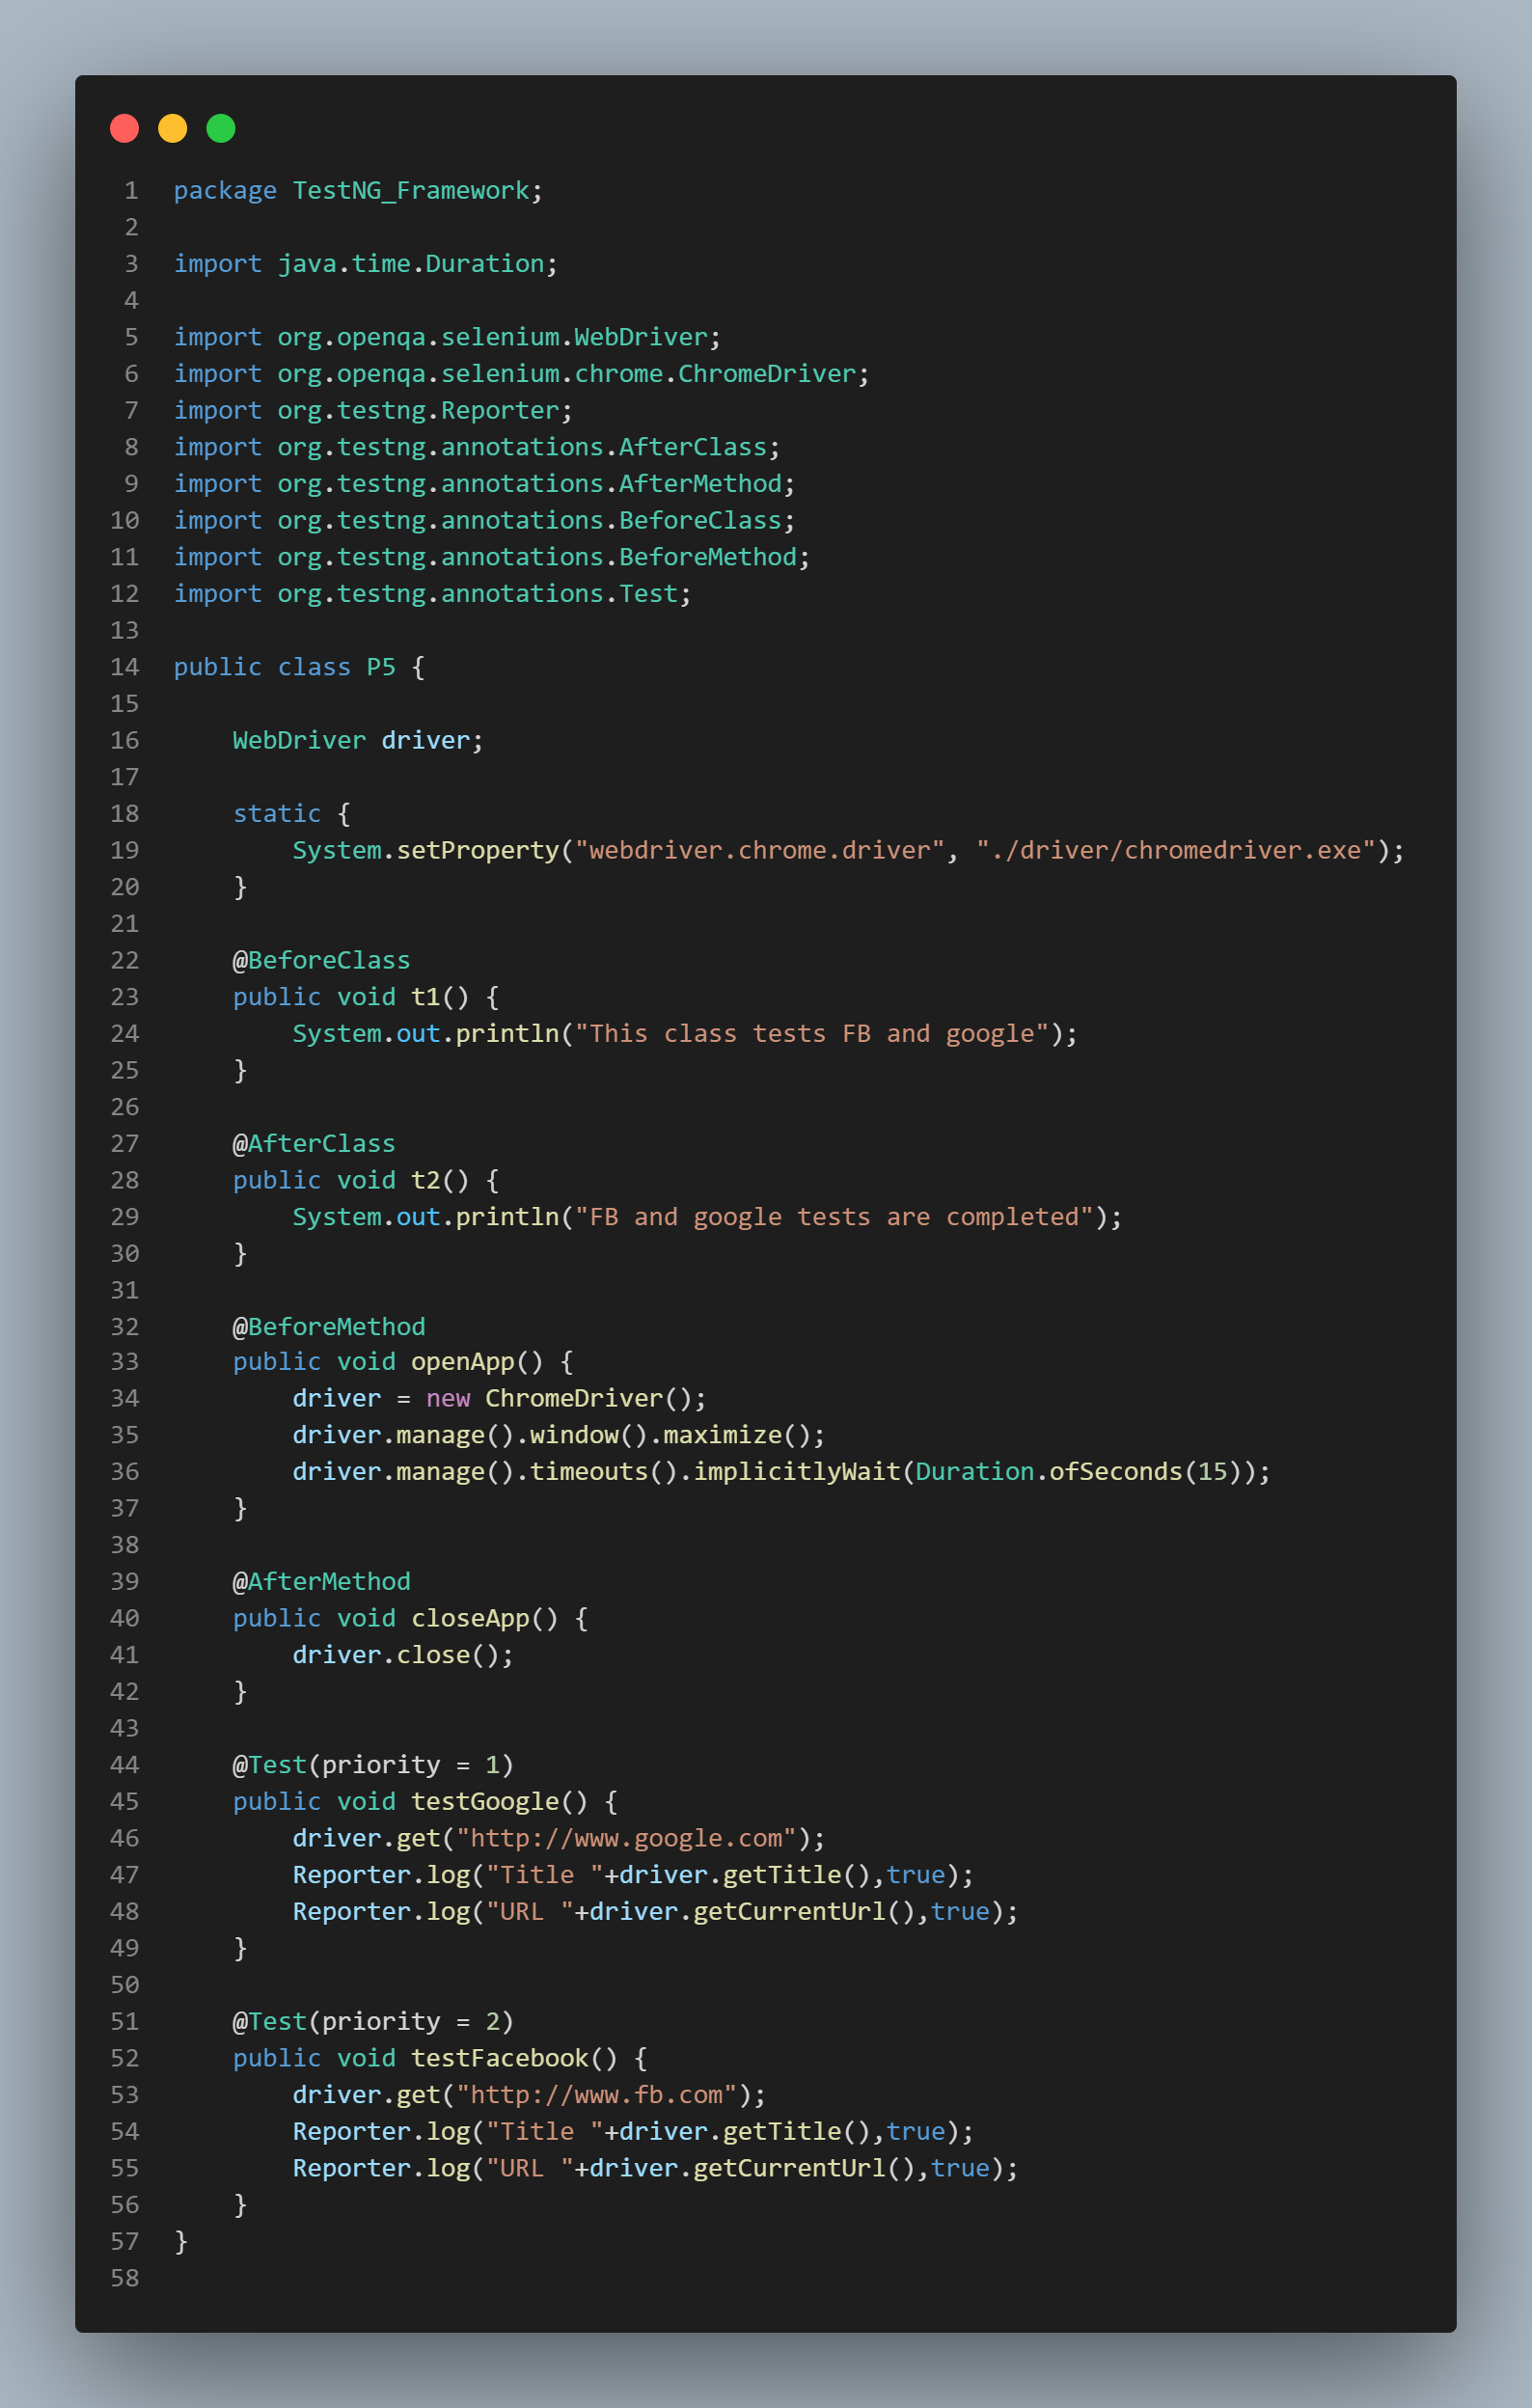 1 package TestNG_Framework;
2
3 import java.time.Duration;
4
5 import org.openqa.selenium.WebDriver;
6 import org.openqa.selenium.chrome.ChromeDriver;
7 import org.testng.Reporter;
8 import org.testng.annotations.AfterClass;
9 import org.testng.annotations.AfterMethod;
10 import org.testng.annotations.BeforeClass;
11 import org.testng.annotations.BeforeMethod;
12 import org.testng.annotations.Test;
13
14 public class P5 {
15
16     WebDriver driver;
17
18     static {
19         System.setProperty("webdriver.chrome.driver", "./driver/chromedriver.exe");
20     }
21
22     @BeforeClass
23     public void t1() {
24         System.out.println("This class tests FB and google");
25     }
26
27     @AfterClass
28     public void t2() {
29         System.out.println("FB and google tests are completed");
30     }
31
32     @BeforeMethod
33     public void openApp() {
34         driver = new ChromeDriver();
35         driver.manage().window().maximize();
36         driver.manage().timeouts().implicitlyWait(Duration.ofSeconds(15));
37     }
38
39     @AfterMethod
40     public void closeApp() {
41         driver.close();
42     }
43
44     @Test(priority = 1)
45     public void testGoogle() {
46         driver.get("http://www.google.com");
47         Reporter.log("Title "+driver.getTitle(),true);
48         Reporter.log("URL "+driver.getCurrentUrl(),true);
49     }
50
51     @Test(priority = 2)
52     public void testFacebook() {
53         driver.get("http://www.fb.com");
54         Reporter.log("Title "+driver.getTitle(),true);
55         Reporter.log("URL "+driver.getCurrentUrl(),true);
56     }
57 }
58